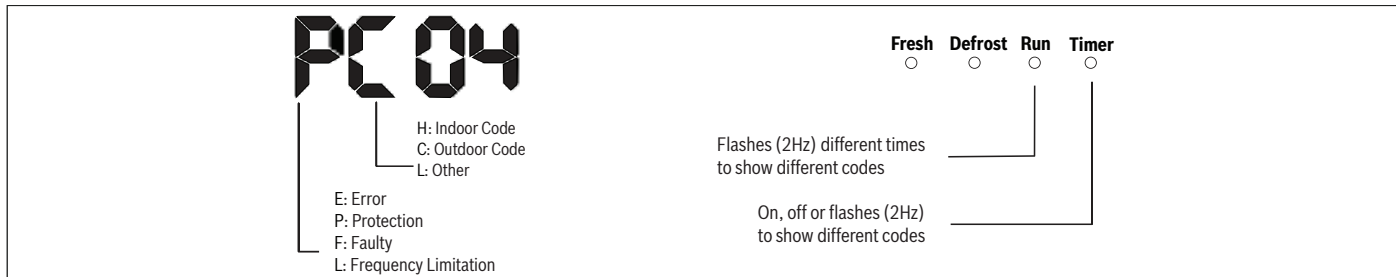 PC 04
H: Indoor Code
C: Outdoor Code
L: Other
E: Error
P: Protection
F: Faulty
L: Frequency Limitation
Fresh Defrost Run Timer
Flashes (2Hz) different times
to show different codes
On, off or flashes (2Hz)
to show different codes